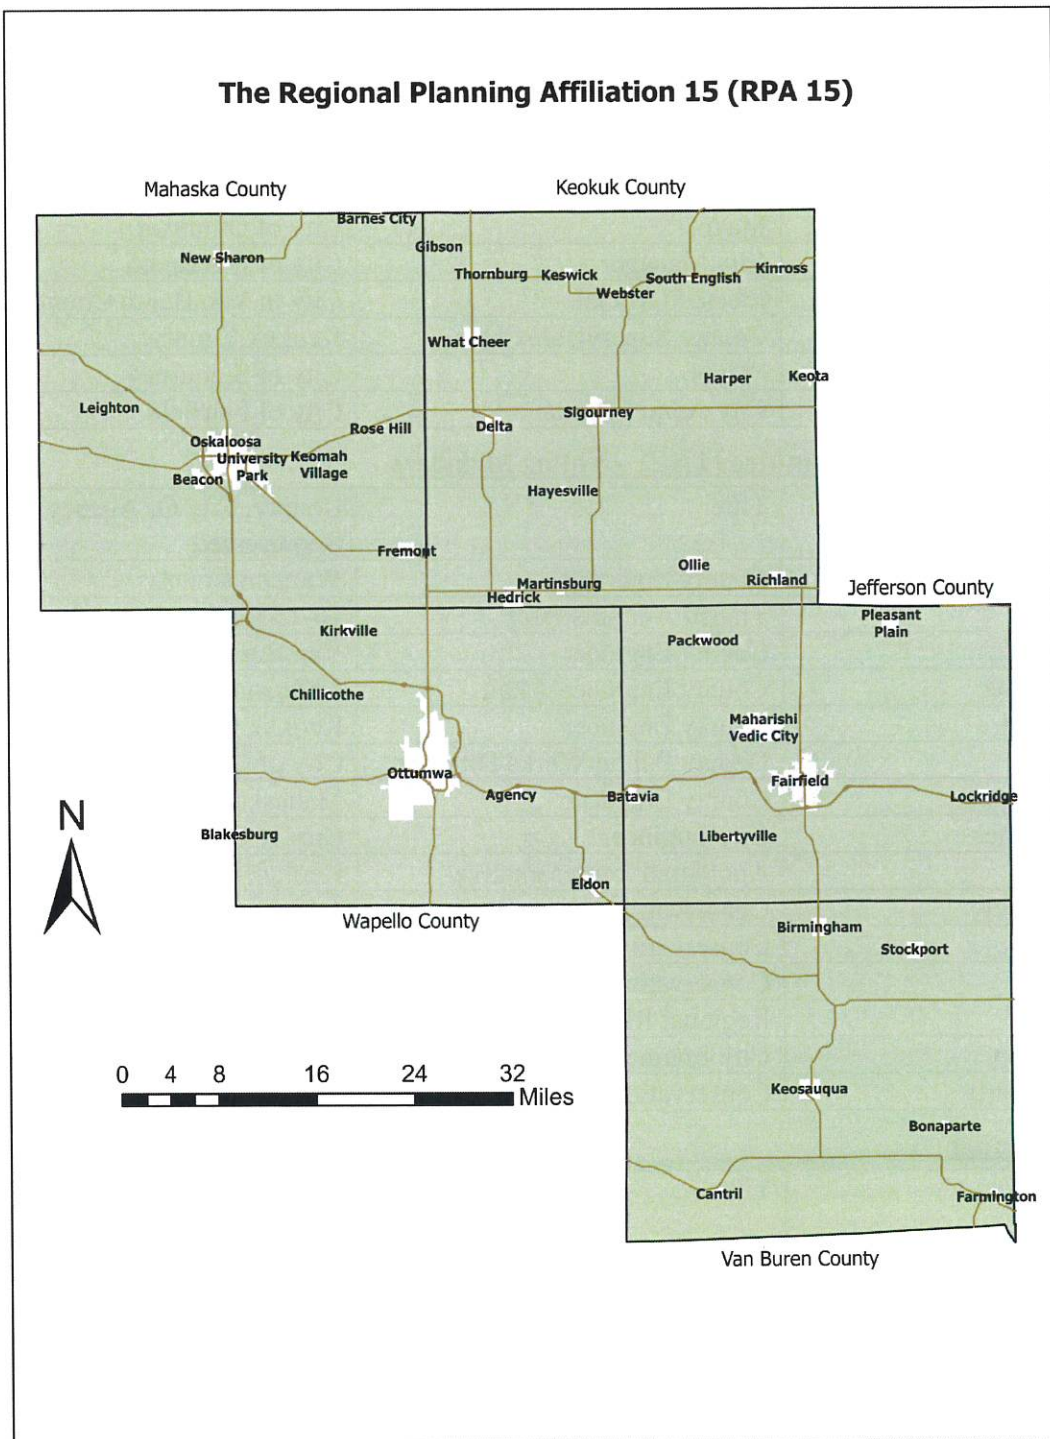 The Regional Planning Affiliation 15 (RPA 15)
Mahaska County
Keokuk County
Barnes City
Gibson
New Sharon
Thornburg
Keswick
South English
Kinross
Webster
What Cheer
Harper
Keota
Leighton
Sigourney
Rose Hill
Delta
Oskaloosa
University
Park
Keomah
Village
Beacon
Hayesville
Fremont
Ollie
Martinsburg
Richland
Hedrick
Jefferson County
Pleasant
Plain
Kirkville
Packwood
Chillicothe
Maharishi
Vedic City
Ottumwa
Fairfield
Agency
Batavia
Lockridge
N
Blakesburg
Libertyville
Eldon
Wapello County
Birmingham
Stockport
0 4 8 16 24 32
Miles
Keosauqua
Bonaparte
Cantril
Farmington
Van Buren County